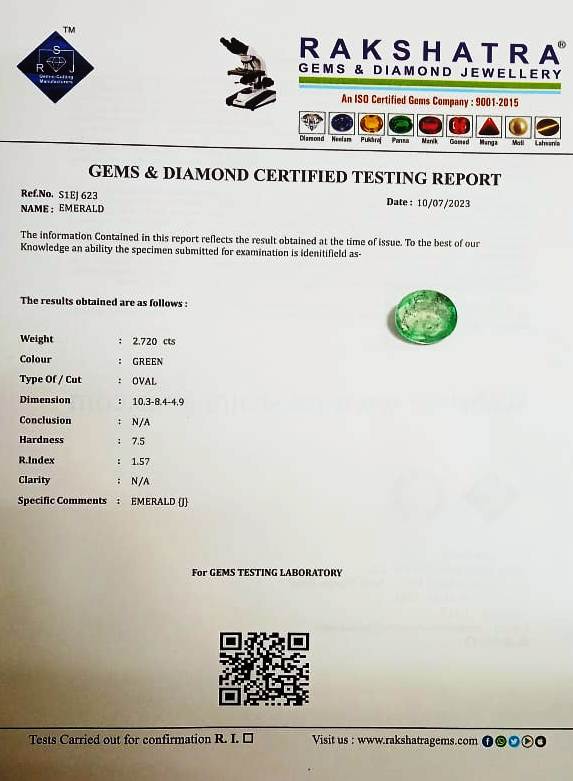 TM
S
R J
Gems-Cutting
Manufacturers
RAKSHATRA®
GEMS & DIAMOND JEWELLERY
An ISO Certified Gems Company : 9001-2015
Diamond Neelam Pukhraj Panna Manik Gomed Munga Moti Lahsunia
GEMS & DIAMOND CERTIFIED TESTING REPORT
Ref.No. S1EJ 623
Date : 10/07/2023
NAME : EMERALD
The information Contained in this report reflects the result obtained at the time of issue. To the best of our
Knowledge an ability the specimen submitted for examination is idenitifield as-
The results obtained are as follows :
Weight : 2.720 cts
Colour : GREEN
Type Of / Cut : OVAL
Dimension : 10.3-8.4-4.9
Conclusion : N/A
Hardness : 7.5
R.Index : 1.57
Clarity : N/A
Specific Comments : EMERALD {J}
For GEMS TESTING LABORATORY
Tests Carried out for confirmation R. I. ☐
Visit us : www.rakshatragems.com